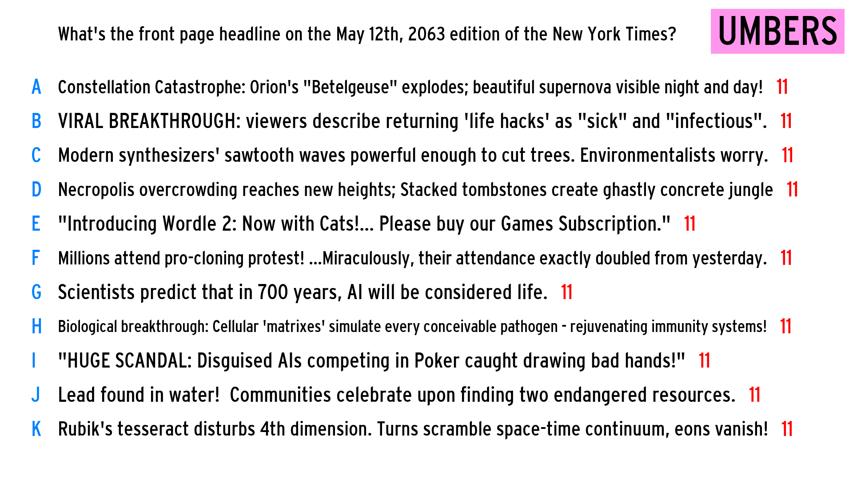 What's the front page headline on the May 12th, 2063 edition of the New York Times?
UMBERS
A Constellation Catastrophe: Orion's "Betelgeuse" explodes; beautiful supernova visible night and day! 11
B VIRAL BREAKTHROUGH: viewers describe returning 'life hacks' as "sick" and "infectious". 11
C Modern synthesizers' sawtooth waves powerful enough to cut trees. Environmentalists worry. 11
D Necropolis overcrowding reaches new heights; Stacked tombstones create ghastly concrete jungle 11
E "Introducing Wordle 2: Now with Cats!... Please buy our Games Subscription." 11
F Millions attend pro-cloning protest! ...Miraculously, their attendance exactly doubled from yesterday. 11
G Scientists predict that in 700 years, AI will be considered life. 11
H Biological breakthrough: Cellular 'matrixes' simulate every conceivable pathogen - rejuvenating immunity systems! 11
I "HUGE SCANDAL: Disguised AIs competing in Poker caught drawing bad hands!" 11
J Lead found in water!  Communities celebrate upon finding two endangered resources. 11
K Rubik's tesseract disturbs 4th dimension. Turns scramble space-time continuum, eons vanish! 11